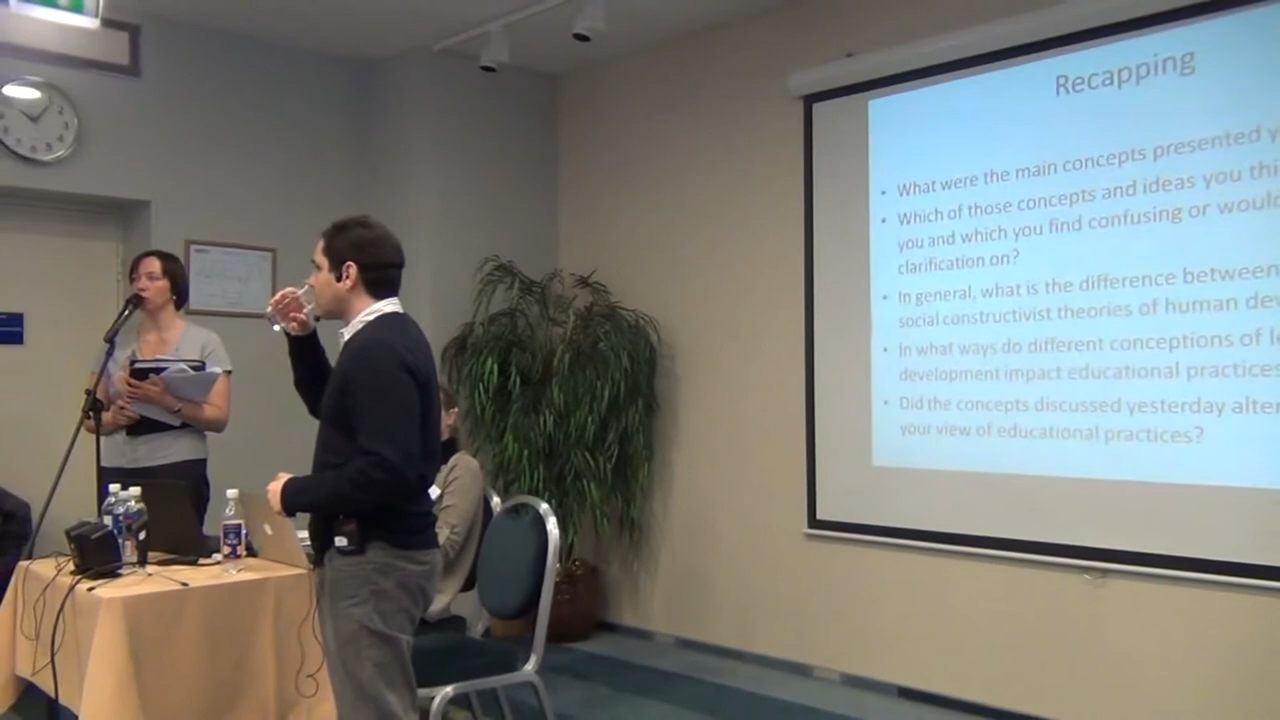 Recapping
• What were the main concepts presented
• Which of those concepts and ideas you
you and which you find confusing or would
clarification on?
• In general, what is the difference between
social constructivist theories of human
• In what ways do different conceptions of
development impact educational practices
• Did the concepts discussed yesterday alter
your view of educational practices?